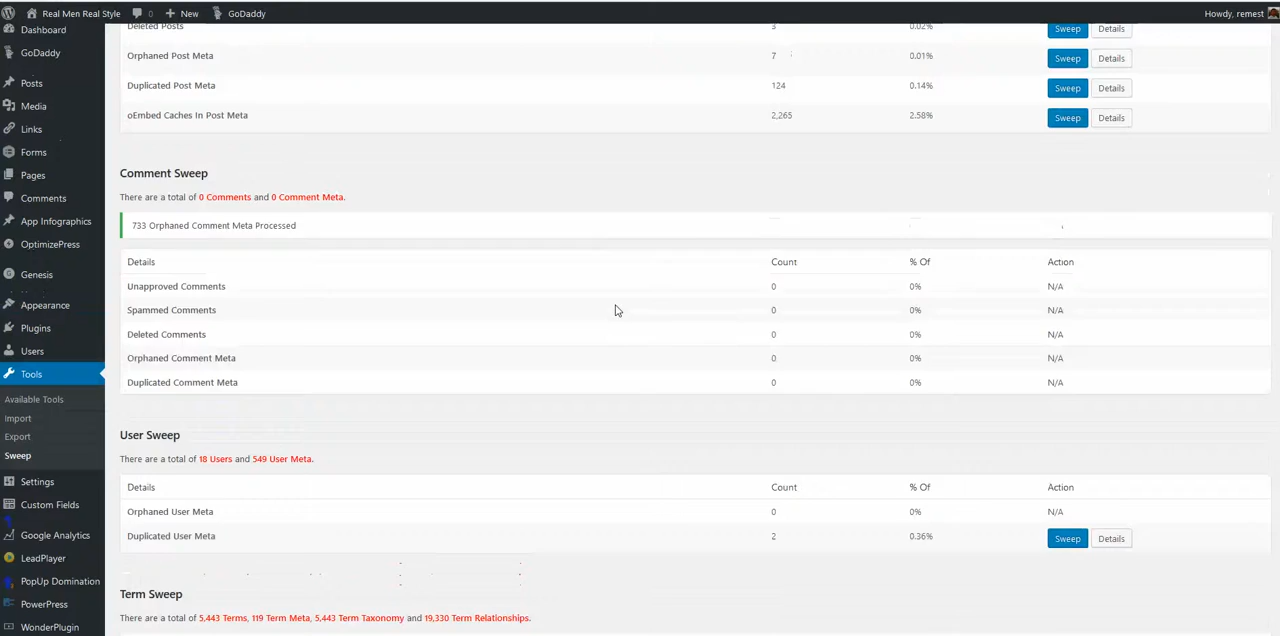 Real Men Real Style 0 New GoDaddy Howdy, remest
Dashboard
GoDaddy
Posts
Media
Links
Forms
Pages
Comments
App Infographics
OptimizePress
Genesis
Appearance
Plugins
Users
Tools
Available Tools
Import
Export
Sweep
Settings
Custom Fields
Google Analytics
LeadPlayer
PopUp Domination
PowerPress
WonderPlugin
Deleted Posts 3 0.02% Sweep Details
Orphaned Post Meta 7 0.01% Sweep Details
Duplicated Post Meta 124 0.14% Sweep Details
oEmbed Caches In Post Meta 2,265 2.58% Sweep Details
Comment Sweep
There are a total of 0 Comments and 0 Comment Meta.
733 Orphaned Comment Meta Processed
Details Count % Of Action
Unapproved Comments 0 0% N/A
Spammed Comments 0 0% N/A
Deleted Comments 0 0% N/A
Orphaned Comment Meta 0 0% N/A
Duplicated Comment Meta 0 0% N/A
User Sweep
There are a total of 18 Users and 549 User Meta.
Details Count % Of Action
Orphaned User Meta 0 0% N/A
Duplicated User Meta 2 0.36% Sweep Details
Term Sweep
There are a total of 5,443 Terms, 119 Term Meta, 5,443 Term Taxonomy and 19,330 Term Relationships.